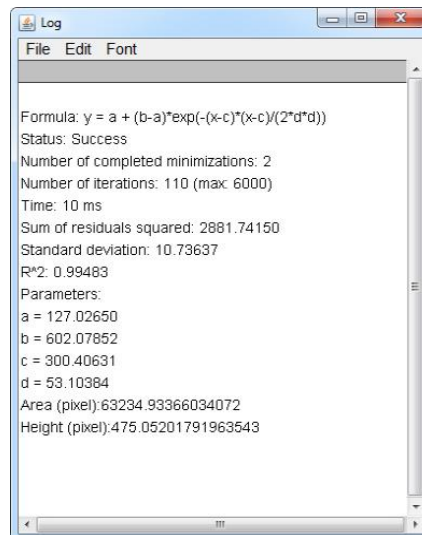 Log
File Edit Font
Formula: y = a + (b-a)*exp(-(x-c)*(x-c)/(2*d*d))
Status: Success
Number of completed minimizations: 2
Number of iterations: 110 (max: 6000)
Time: 10 ms
Sum of residuals squared: 2881.74150
Standard deviation: 10.73637
R^2: 0.99483
Parameters:
a = 127.02650
b = 602.07852
c = 300.40631
d = 53.10384
Area (pixel):63234.93366034072
Height (pixel):475.05201791963543